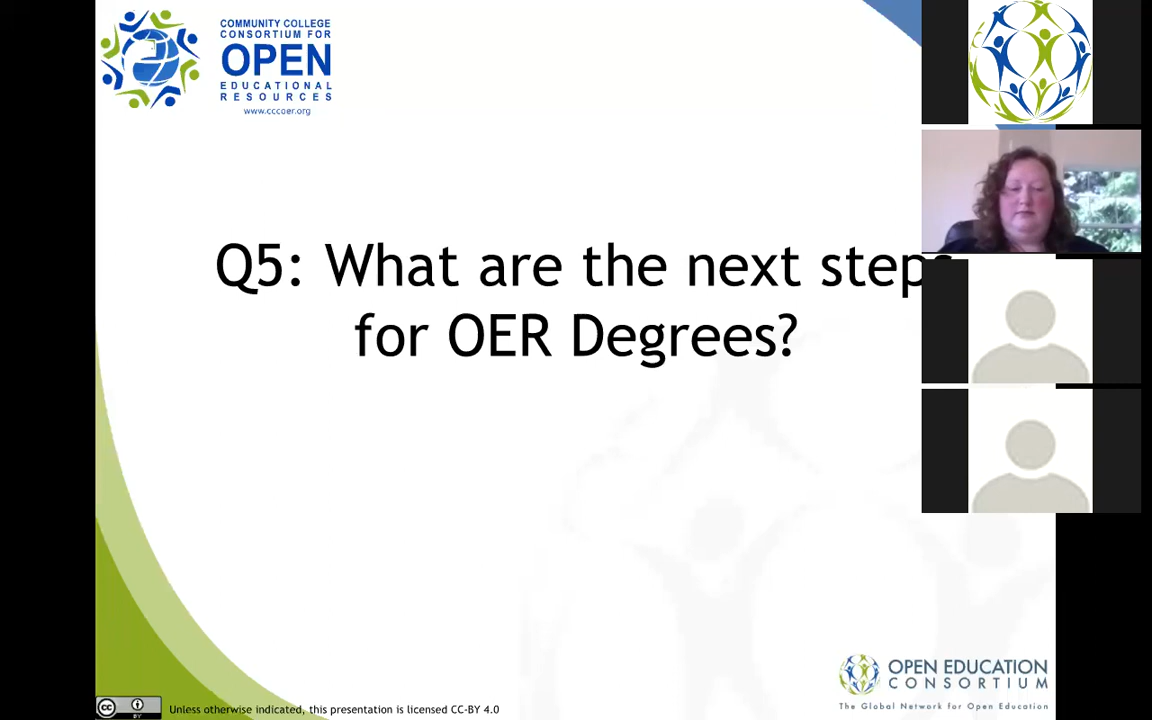 COMMUNITY COLLEGE
CONSORTIUM FOR
OPEN
EDUCATIONAL
RESOURCES
www.cccoer.org
Q5: What are the next steps
for OER Degrees?
OPEN EDUCATION
CONSORTIUM
The Global Network for Open Education
cc
BY
Unless otherwise indicated, this presentation is licensed CC-BY 4.0